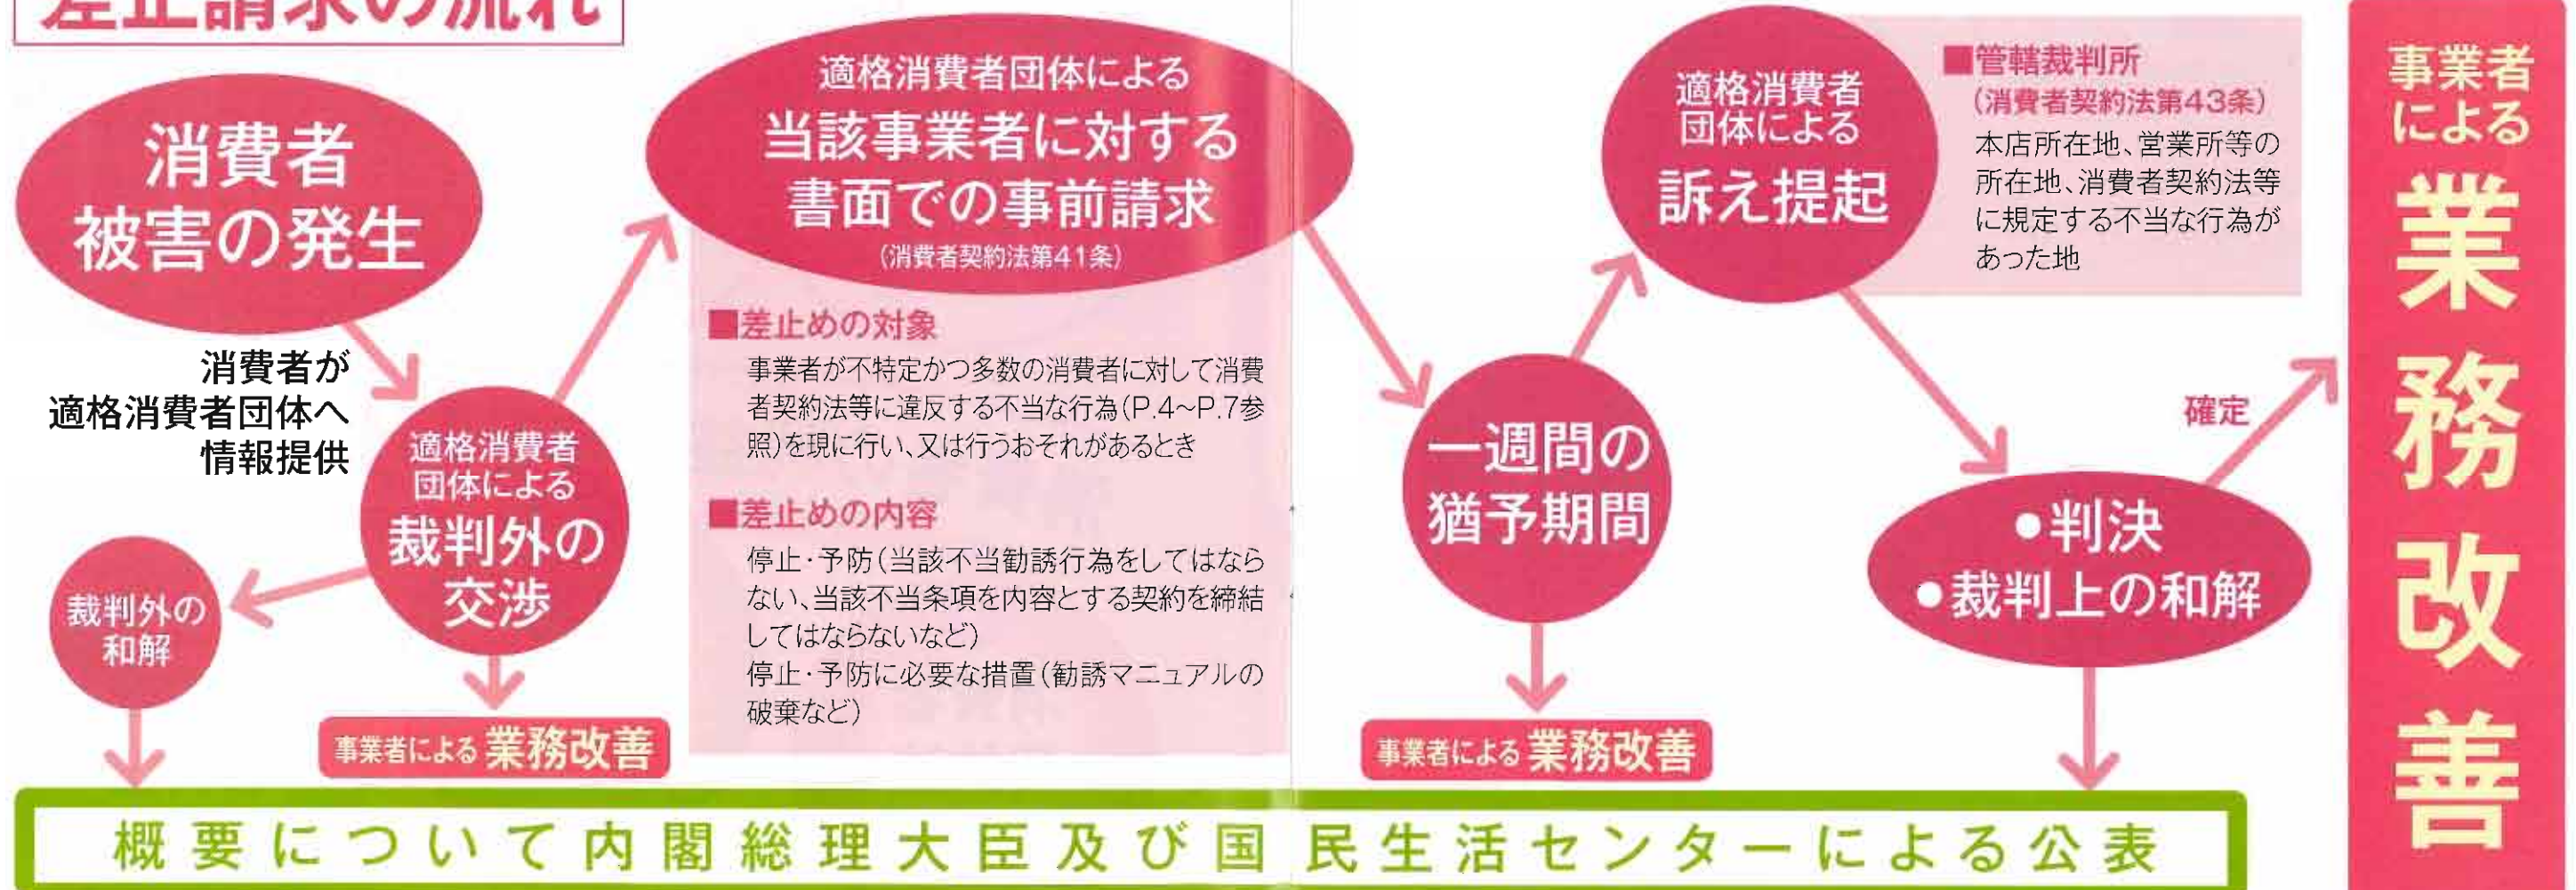 差止請求の流れ
消費者
被害の発生
消費者が
適格消費者団体へ
情報提供
適格消費者
団体による
裁判外の
交渉
裁判外の
和解
事業者による 業務改善
適格消費者団体による
当該事業者に対する
書面での事前請求
(消費者契約法第41条)
■差止めの対象
事業者が不特定かつ多数の消費者に対して消費
者契約法等に違反する不当な行為(P.4~P.7参
照)を現に行い、又は行うおそれがあるとき
■差止めの内容
停止・予防(当該不当勧誘行為をしてはなら
ない、当該不当条項を内容とする契約を締結
してはならないなど)
停止・予防に必要な措置(勧誘マニュアルの
破棄など)
一週間の
猶予期間
事業者による 業務改善
適格消費者
団体による
訴え提起
■管轄裁判所
(消費者契約法第43条)
本店所在地、営業所等の
所在地、消費者契約法等
に規定する不当な行為が
あった地
●判決
●裁判上の和解
確定
事業者
による
業務改善
概要について内閣総理大臣及び国民生活センターによる公表